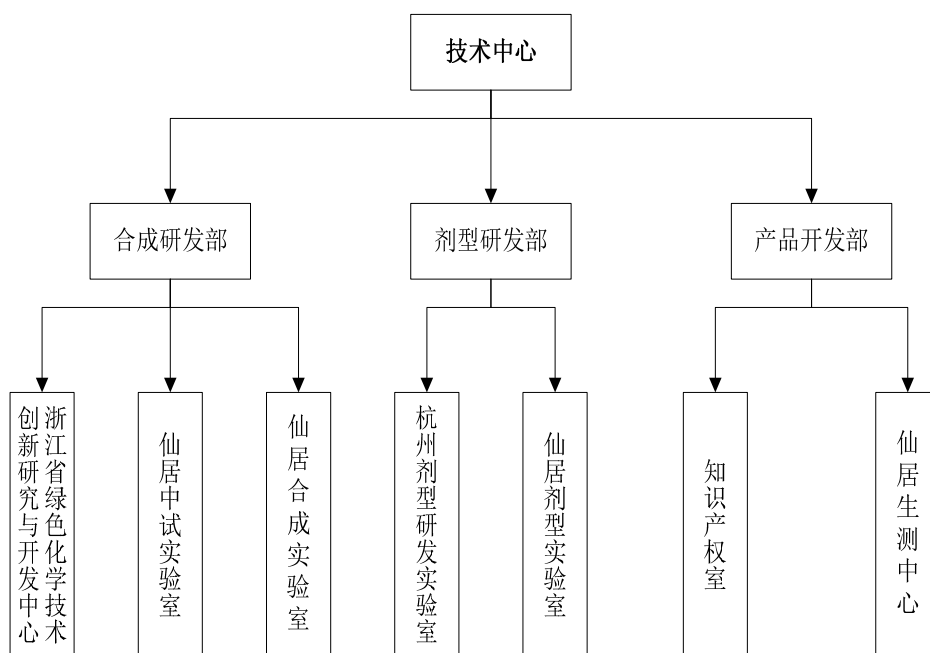 技术中心
合成研发部
剂型研发部
产品开发部
浙江省绿色化学技术
创新研究与开发中心
仙居中试实验室
仙居合成实验室
杭州剂型研发实验室
仙居剂型实验室
知识产权室
仙居生测中心